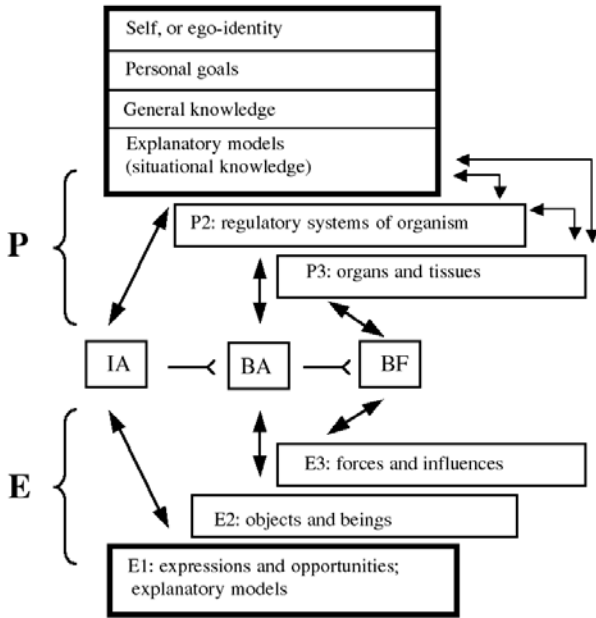 Self, or ego-identity
Personal goals
General knowledge
Explanatory models
(situational knowledge)
P
P2: regulatory systems of organism
P3: organs and tissues
IA
BA
BF
E
E3: forces and influences
E2: objects and beings
E1: expressions and opportunities;
explanatory models